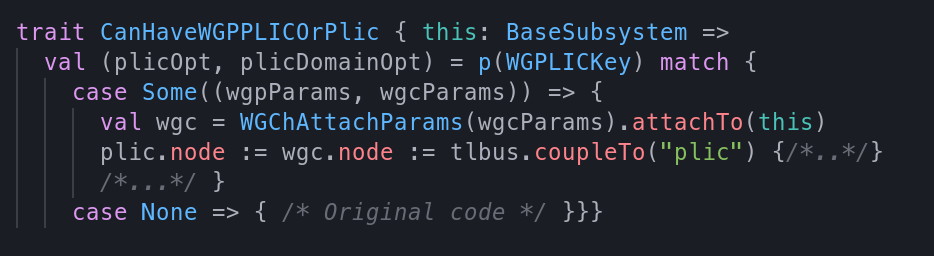 trait CanHaveWGPPLICOrPlic { this: BaseSubsystem =>
val (plicOpt, plicDomainOpt) = p(WGPLICKey) match {
case Some((wgpParams, wgcParams)) => {
val wgc = WGChAttachParams(wgcParams).attachTo(this)
plic.node := wgc.node := tlbus.coupleTo("plic") {/*..*/}
/*...*/ }
case None => { /* Original code */ }}}